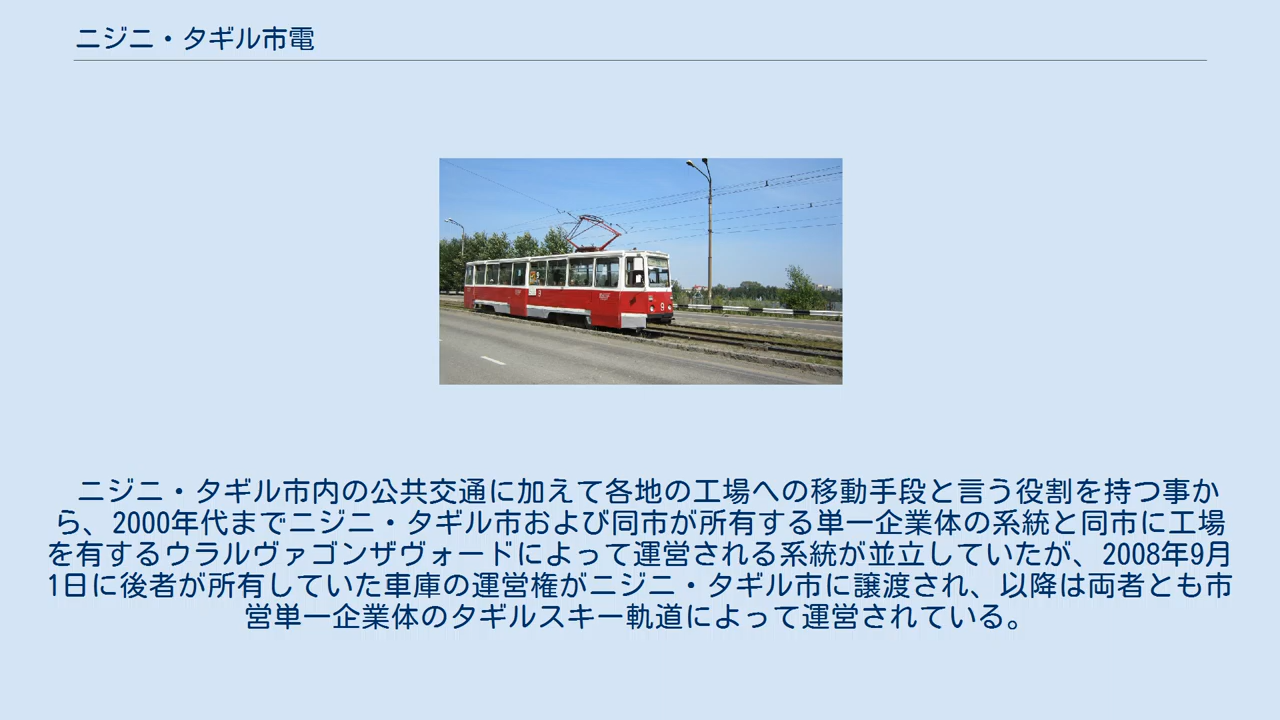 ニジニ・タギル市電
ニジニ・タギル市内の公共交通に加えて各地の工場への移動手段と言う役割を持つ事か
ら、2000年代までニジニ・タギル市および同市が所有する単一企業体の系統と同市に工場
を有するウラルヴァゴンザヴォードによって運営される系統が並立していたが、2008年9月
1日に後者が所有していた車庫の運営権がニジニ・タギル市に譲渡され、以降は両者とも市
営単一企業体のタギルスキー軌道によって運営されている。